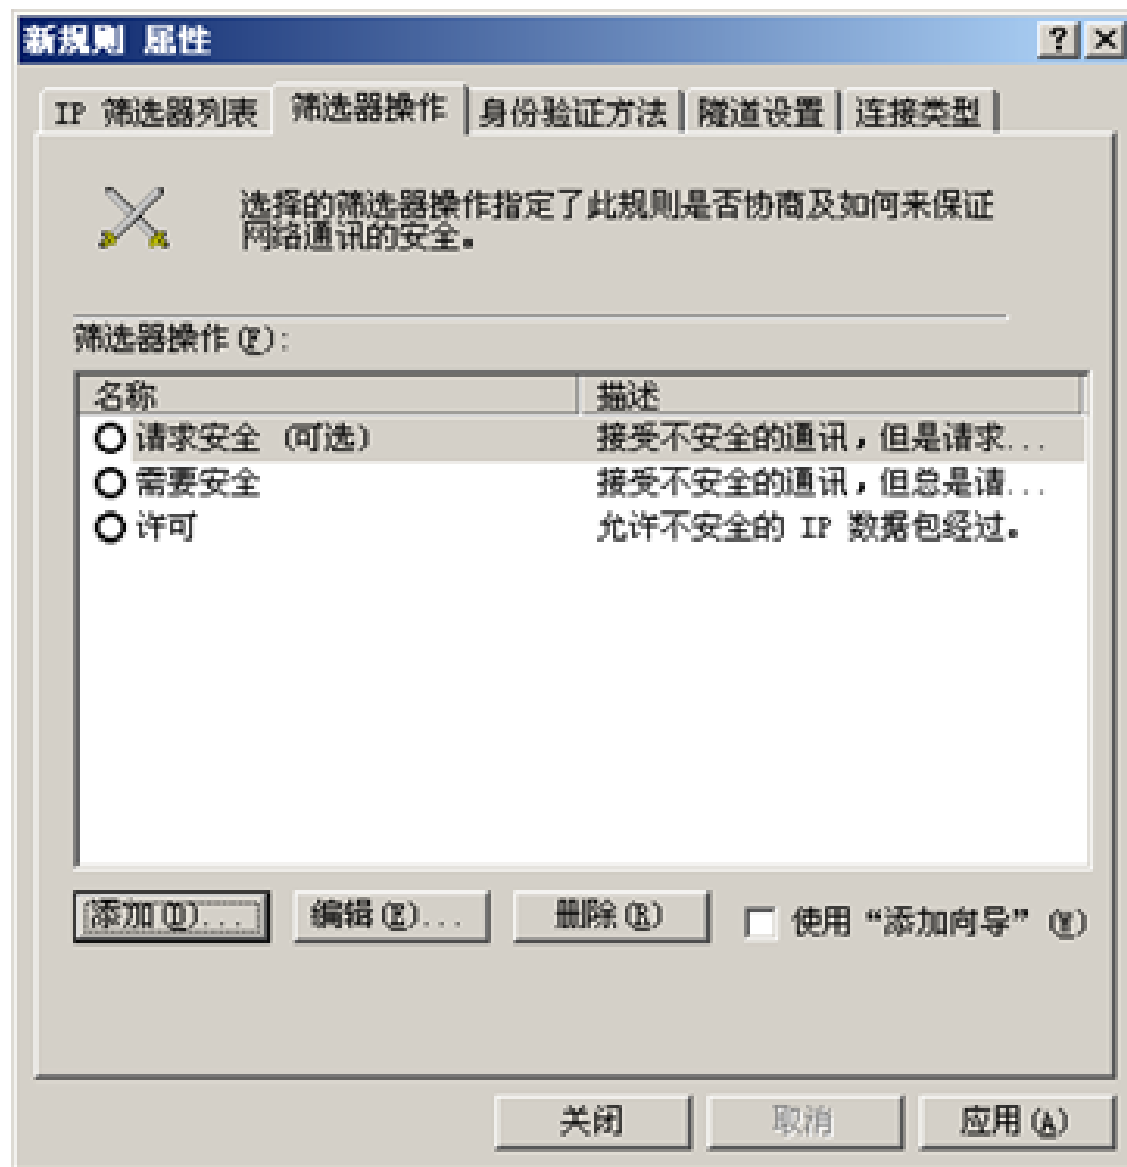 新规则 属性
IP 筛选器列表 筛选器操作 身份验证方法 隧道设置 连接类型
选择的筛选器操作指定了此规则是否协商及如何来保证
网络通讯的安全。
筛选器操作(F):
名称 描述
请求安全 (可选) 接受不安全的通讯，但是请求...
需要安全 接受不安全的通讯，但总是请...
许可 允许不安全的 IP 数据包经过。
添加(D)... 编辑(E)... 删除(R) 使用“添加向导” (W)
关闭 取消 应用(A)